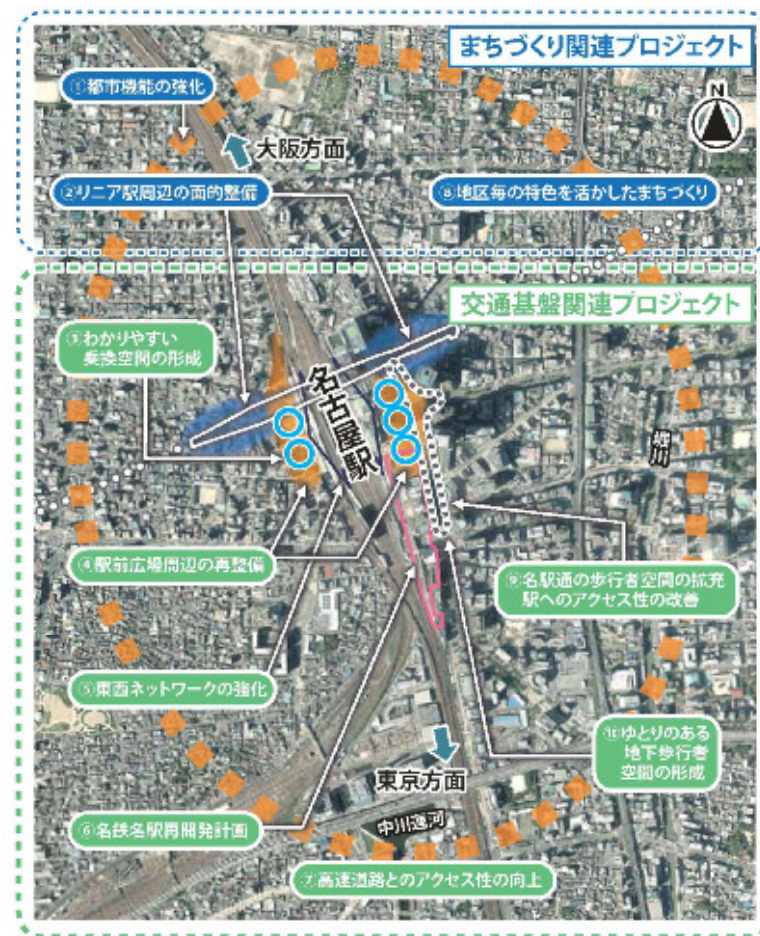 まちづくり関連プロジェクト
①都市機能の強化
N
大阪方面
②リニア駅周辺の面的整備
⑧地区毎の特色を活かしたまちづくり
交通基盤関連プロジェクト
③わかりやすい
乗換空間の形成
名古屋駅
堀川
④駅前広場周辺の再整備
⑨名駅通の歩行者空間の拡充
駅へのアクセス性の改善
⑤東西ネットワークの強化
⑩ゆとりのある
地下歩行者
空間の形成
東京方面
⑥名鉄名駅再開発計画
中川運河
⑦高速道路とのアクセス性の向上